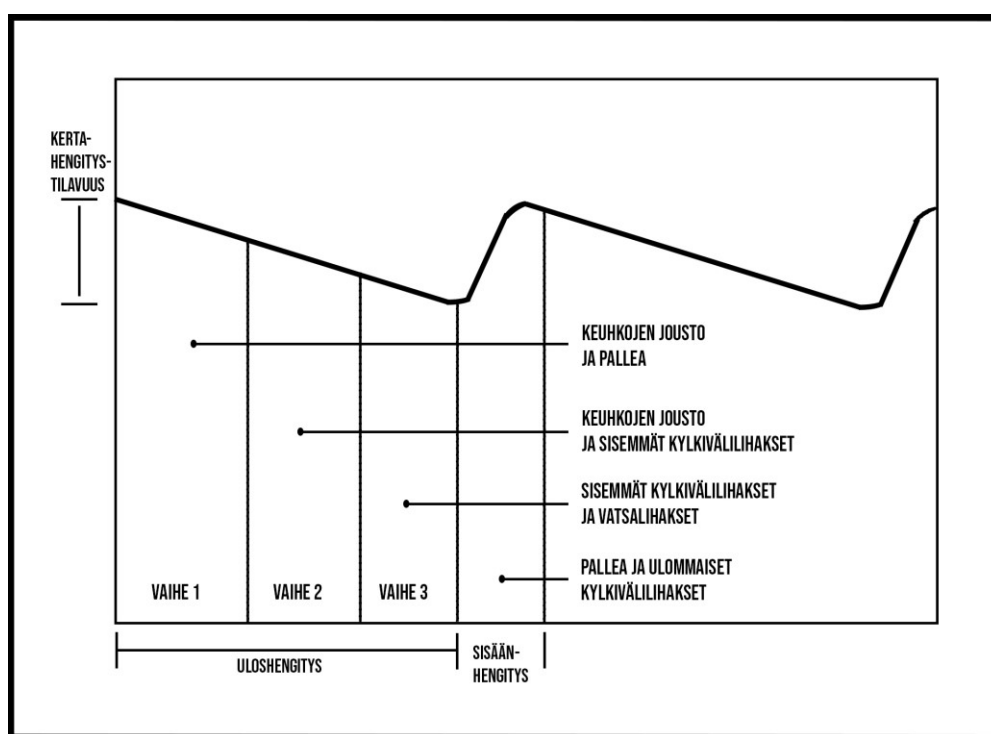 KERTA-
HENGITYS-
TILAVUUS
KEUHKOJEN JOUSTO
JA PALLEA
KEUHKOJEN JOUSTO
JA SISEMMÄT KYLKIVÄLILIHAKSET
SISEMMÄT KYLKIVÄLILIHAKSET
JA VATSALIHAKSET
PALLEA JA ULOMMAISET
KYLKIVÄLILIHAKSET
VAIHE 1
VAIHE 2
VAIHE 3
ULOSHENGITYS
SISÄÄN-
HENGITYS